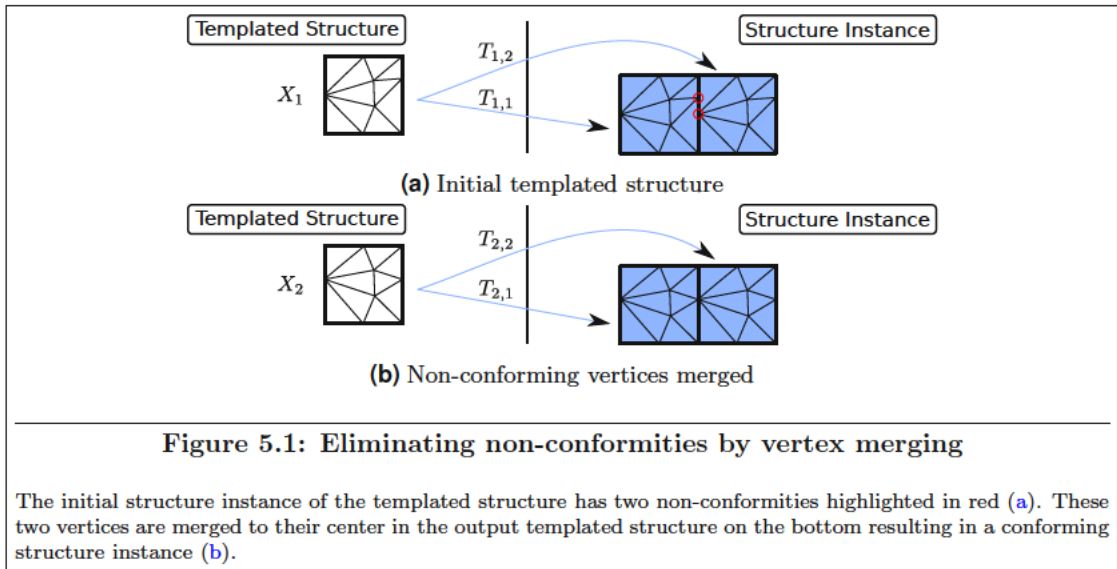 Templated Structure
Structure Instance
T1,2
X1
T1,1
(a) Initial templated structure
Templated Structure
Structure Instance
T2,2
X2
T2,1
(b) Non-conforming vertices merged
Figure 5.1: Eliminating non-conformities by vertex merging
The initial structure instance of the templated structure has two non-conformities highlighted in red (a). These
two vertices are merged to their center in the output templated structure on the bottom resulting in a conforming
structure instance (b).